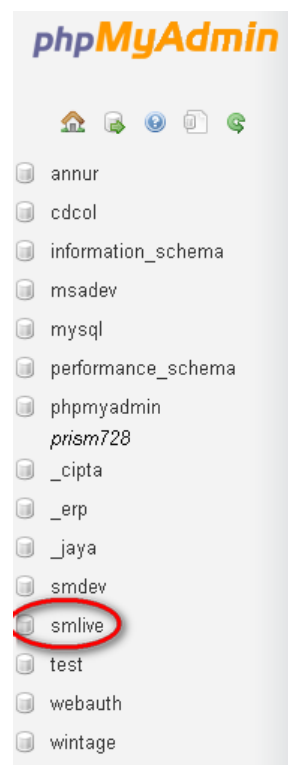 phpMyAdmin
annur
cdcol
information_schema
msadev
mysql
performance_schema
phpmyadmin
prism728
_cipta
_erp
_jaya
smdev
smlive
test
webauth
wintage